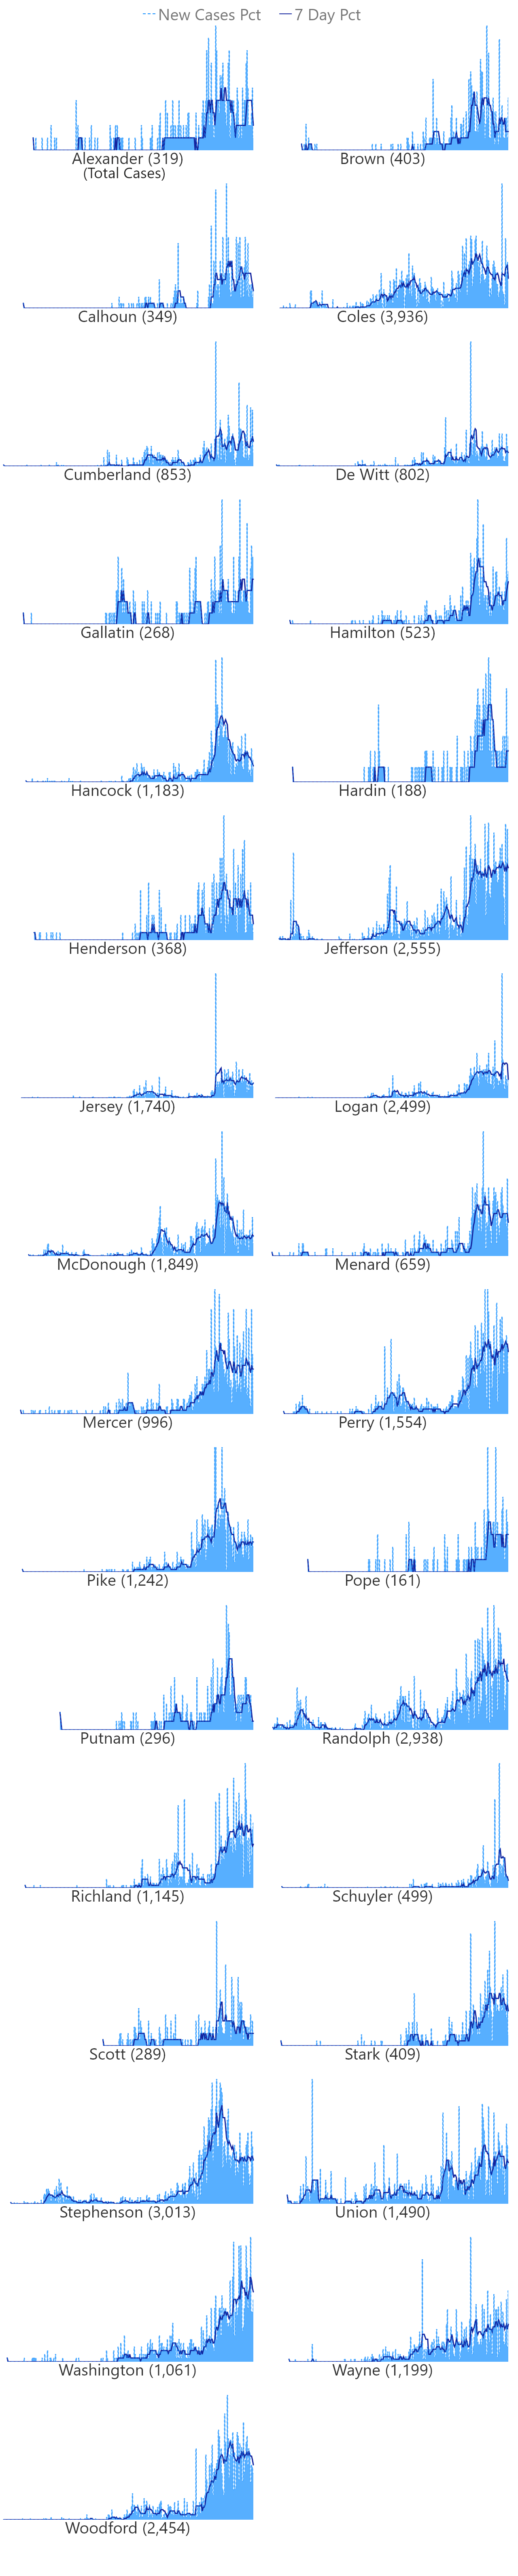 New Cases Pct 7 Day Pct
Alexander (319) Brown (403)
(Total Cases)
Calhoun (349) Coles (3,936)
Cumberland (853) De Witt (802)
Gallatin (268) Hamilton (523)
Hancock (1,183) Hardin (188)
Henderson (368) Jefferson (2,555)
Jersey (1,740) Logan (2,499)
McDonough (1,849) Menard (659)
Mercer (996) Perry (1,554)
Pike (1,242) Pope (161)
Putnam (296) Randolph (2,938)
Richland (1,145) Schuyler (499)
Scott (289) Stark (409)
Stephenson (3,013) Union (1,490)
Washington (1,061) Wayne (1,199)
Woodford (2,454)